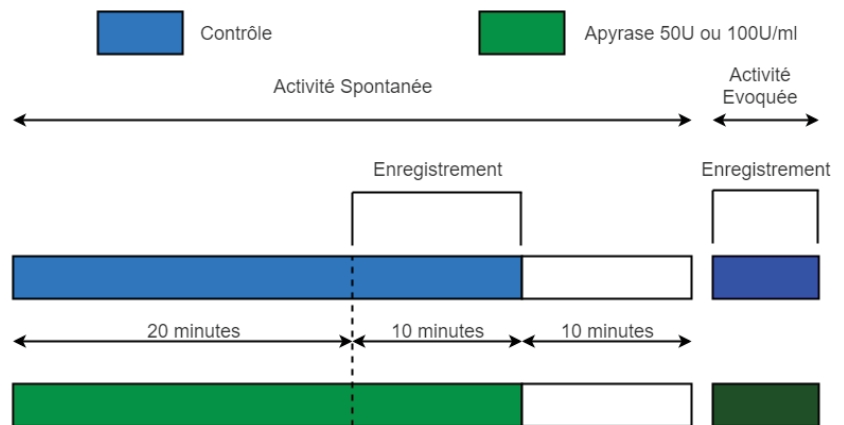 Contrôle
Apyrase 50U ou 100U/ml
Activité Spontanée
Activité
Evoquée
Enregistrement
Enregistrement
20 minutes
10 minutes
10 minutes